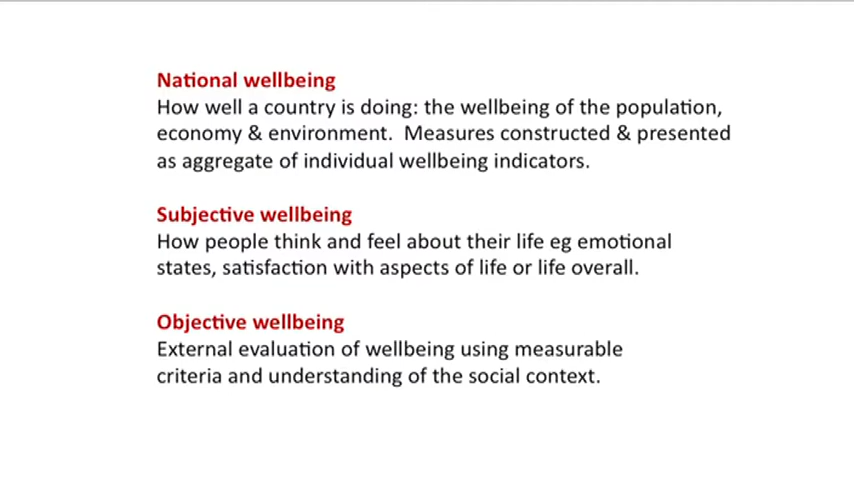 National wellbeing
How well a country is doing: the wellbeing of the population,
economy & environment.  Measures constructed & presented
as aggregate of individual wellbeing indicators.
Subjective wellbeing
How people think and feel about their life eg emotional
states, satisfaction with aspects of life or life overall.
Objective wellbeing
External evaluation of wellbeing using measurable
criteria and understanding of the social context.